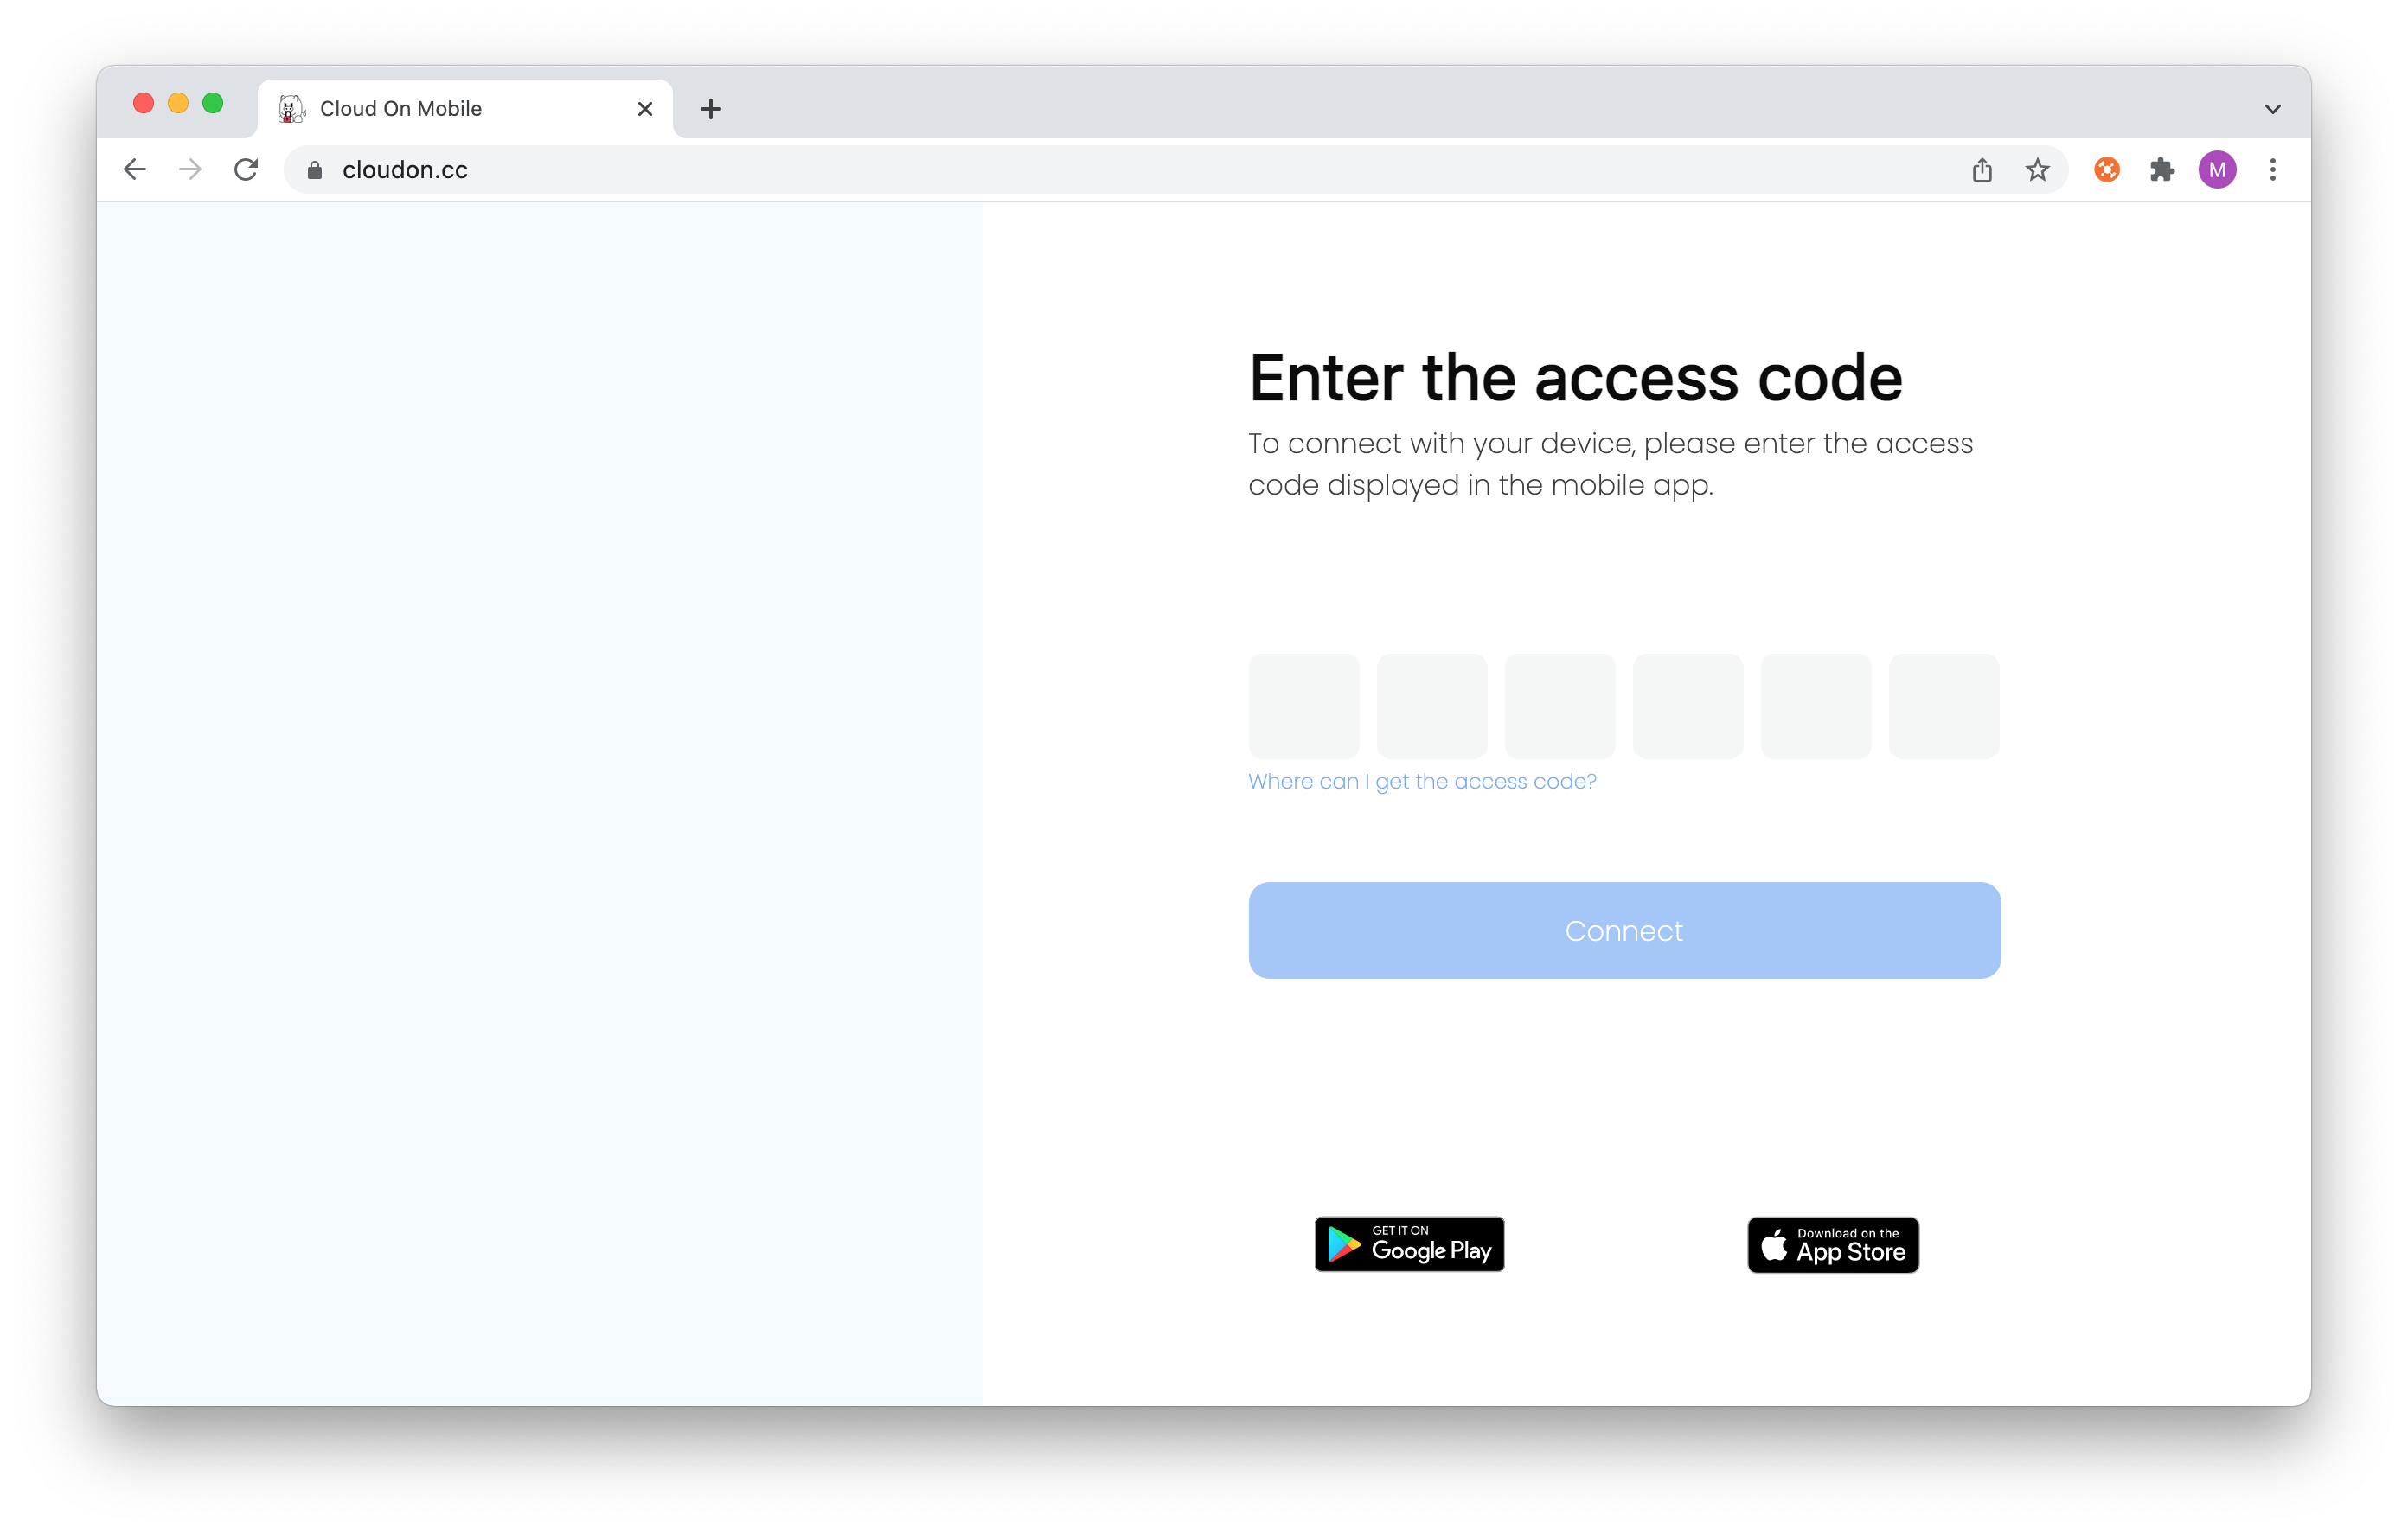 Cloud On Mobile
cloudon.cc
M
Enter the access code
To connect with your device, please enter the access
code displayed in the mobile app.
Where can I get the access code?
Connect
GET IT ON
Google Play
Download on the
App Store